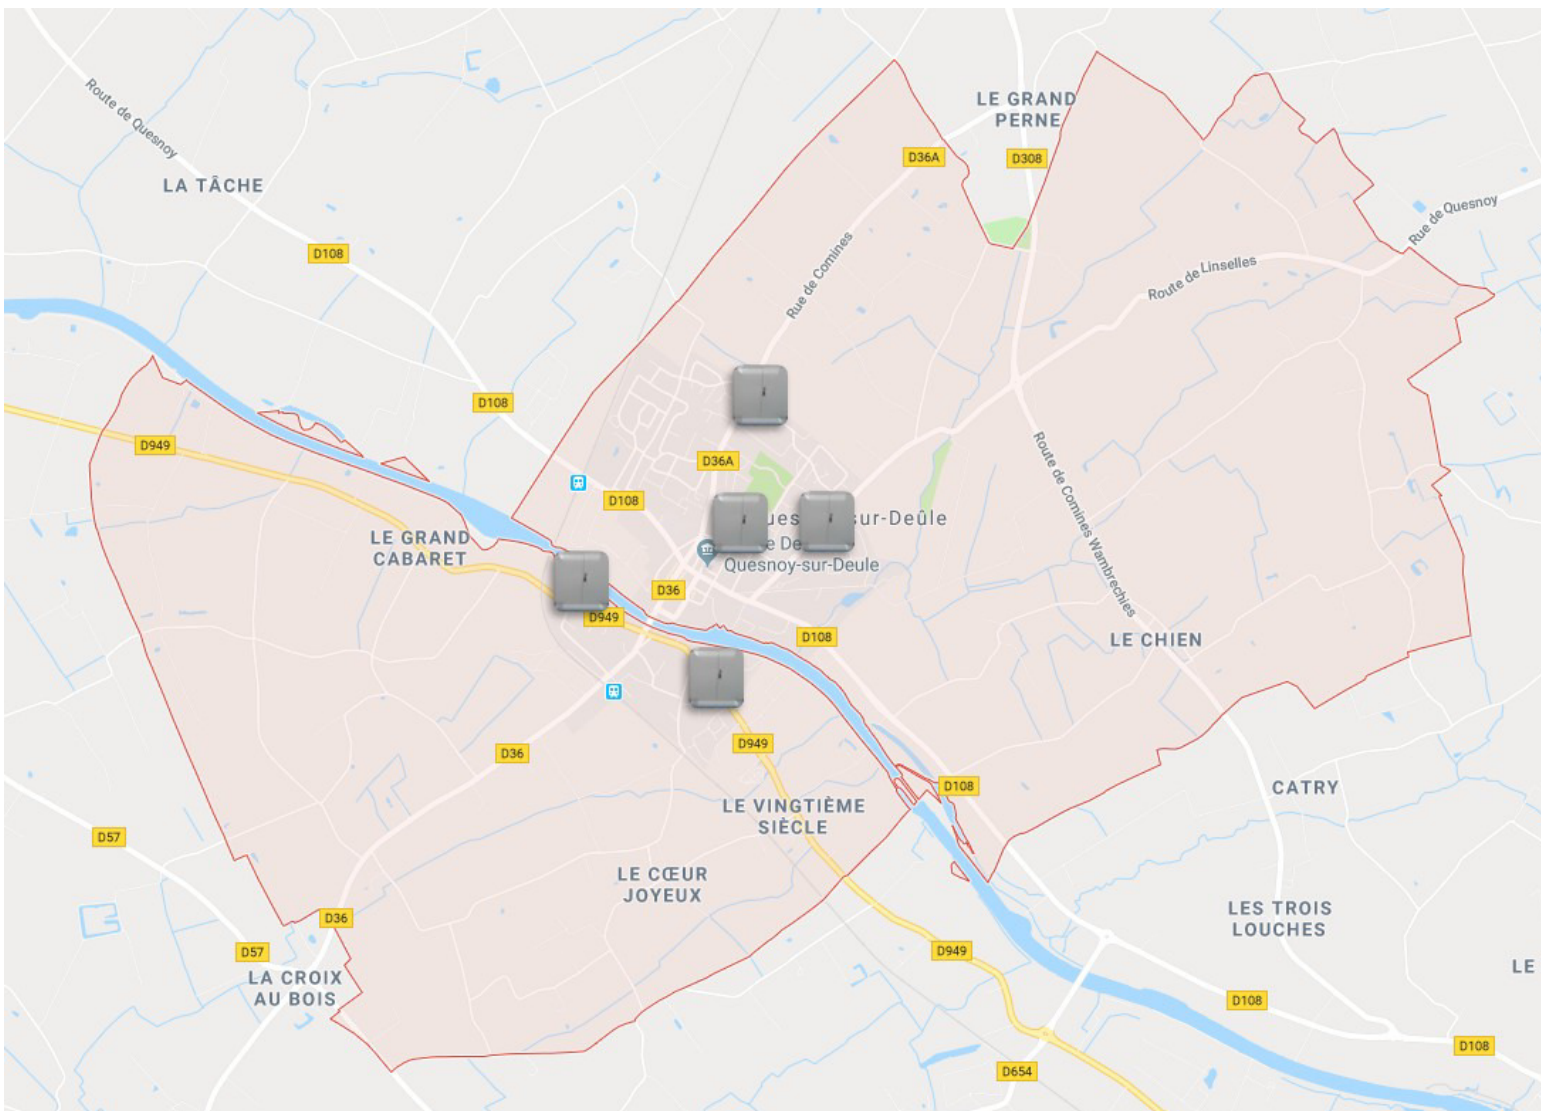 LE GRAND
PERNE
Route de Quesnoy
D36A
D308
LA TÂCHE
Rue de Quesnoy
D108
Rue de Comines
Route de Linselles
D108
D949
D36A
Route de Comines Wambrechies
D108
sur-Deûle
LE GRAND
CABARET
Quesnoy-sur-Deule
D36
D949
D108
LE CHIEN
D36
D949
D108
CATRY
LE VINGTIÈME
SIÈCLE
D57
LE CŒUR
JOYEUX
D36
LES TROIS
LOUCHES
D57
D949
LE
LA CROIX
AU BOIS
D108
D108
D654